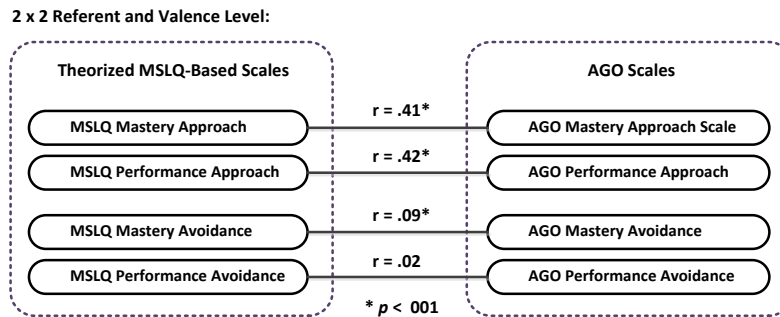 2 x 2 Referent and Valence Level:
Theorized MSLQ-Based Scales
AGO Scales
MSLQ Mastery Approach
r = .41*
AGO Mastery Approach Scale
MSLQ Performance Approach
r = .42*
AGO Performance Approach
MSLQ Mastery Avoidance
r = .09*
AGO Mastery Avoidance
MSLQ Performance Avoidance
r = .02
AGO Performance Avoidance
* p < 001